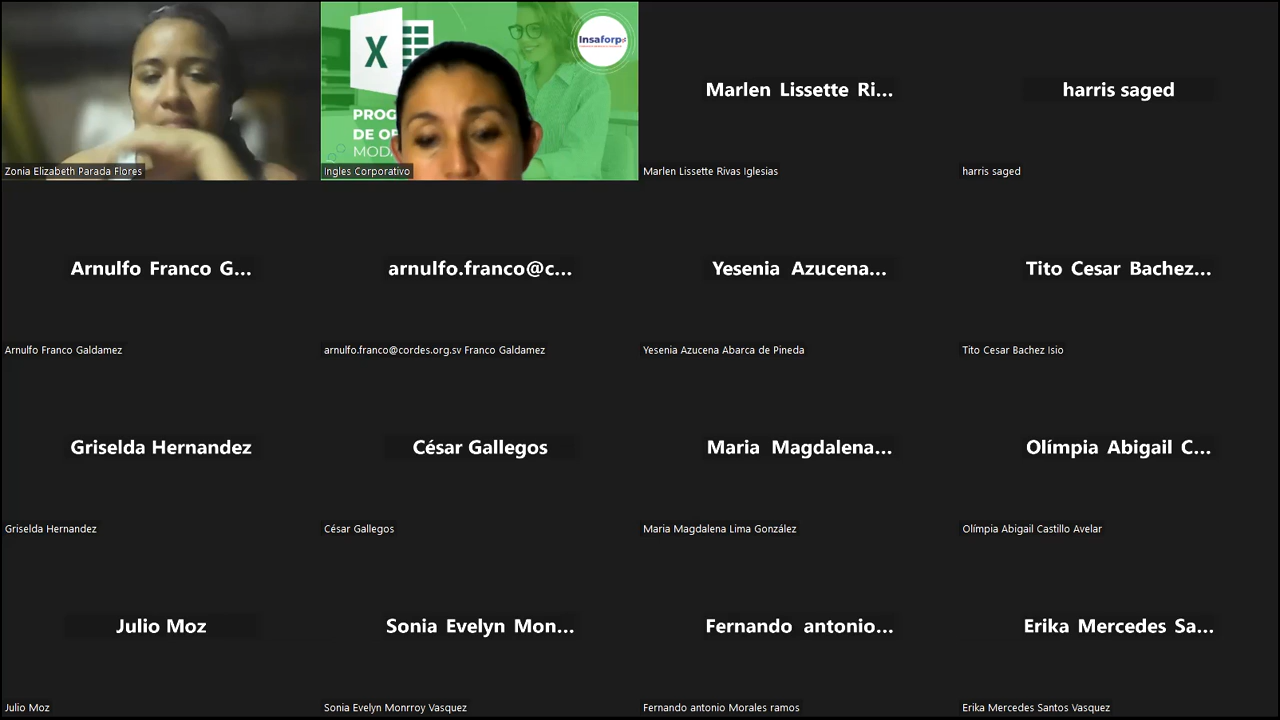 X
Insaforp
PROG
DE OF
MODA
Marlen Lissette Ri...
harris saged
Zonia Elizabeth Parada Flores
Ingles Corporativo
Marlen Lissette Rivas Iglesias
harris saged
Arnulfo Franco G...
arnulfo.franco@c...
Yesenia Azucena...
Tito Cesar Bachez...
Arnulfo Franco Galdamez
arnulfo.franco@cordes.org.sv Franco Galdamez
Yesenia Azucena Abarca de Pineda
Tito Cesar Bachez Isio
Griselda Hernandez
César Gallegos
Maria Magdalena...
Olímpia Abigail C...
Griselda Hernandez
César Gallegos
Maria Magdalena Lima González
Olímpia Abigail Castillo Avelar
Julio Moz
Sonia Evelyn Mon...
Fernando antonio...
Erika Mercedes Sa...
Julio Moz
Sonia Evelyn Monrroy Vasquez
Fernando antonio Morales ramos
Erika Mercedes Santos Vasquez